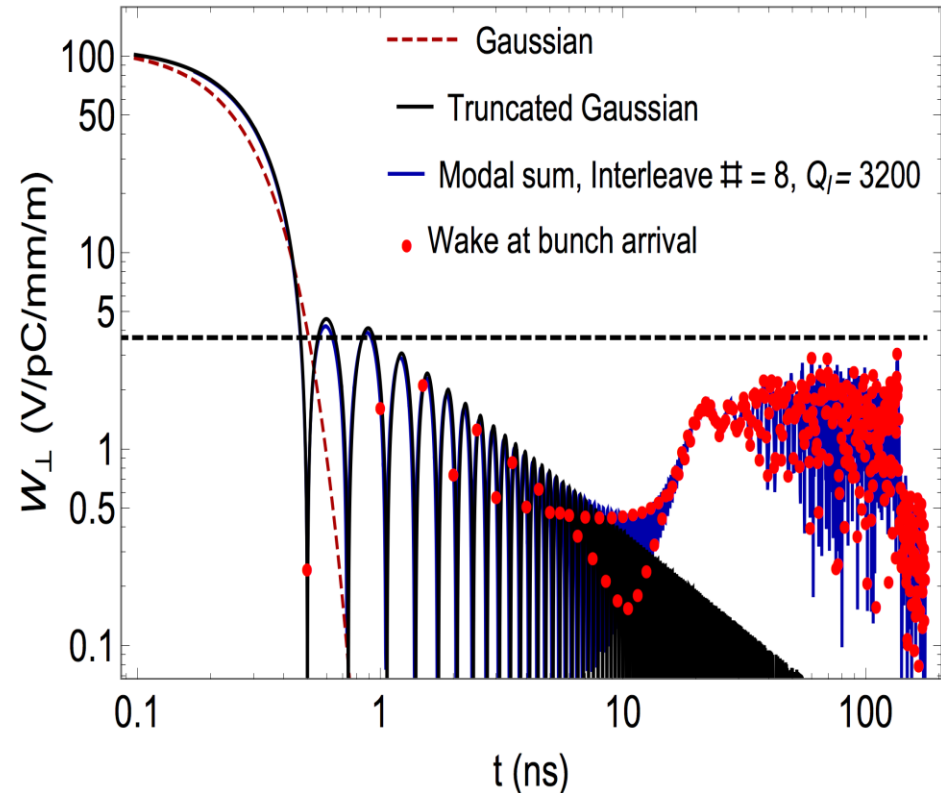 Gaussian
Truncated Gaussian
Modal sum, Interleave # = 8, Ql= 3200
Wake at bunch arrival
W⊥ (V/pC/mm/m)
100
50
10
5
1
0.5
0.1
0.1
1
10
100
t (ns)